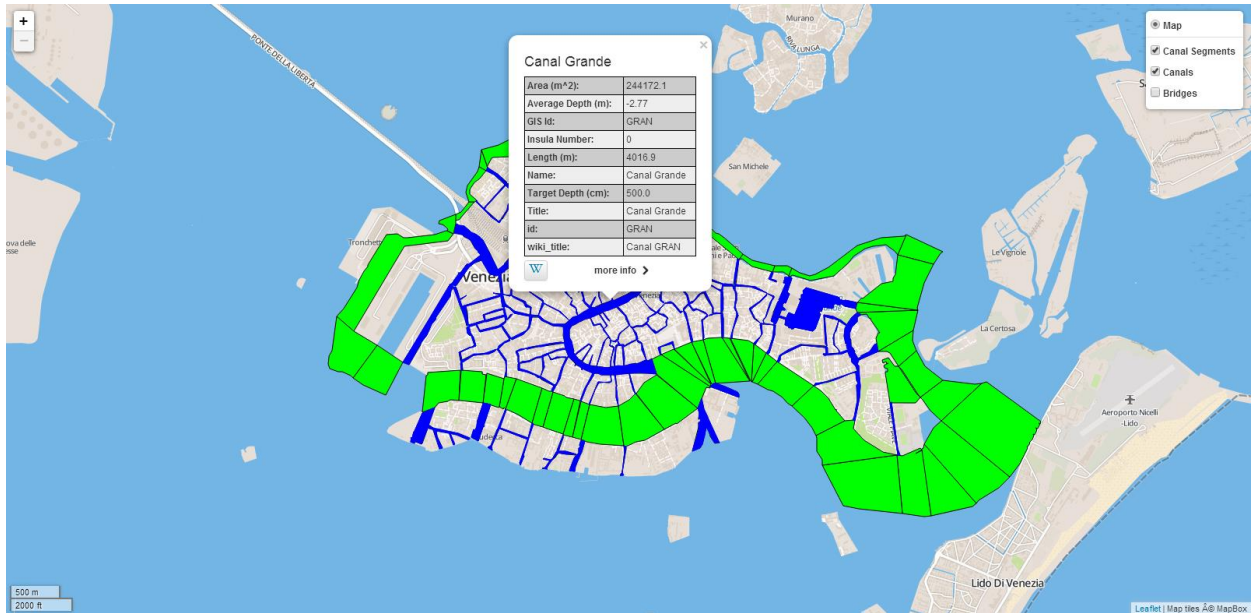 +
−
PONTE DELLA LIBERTÀ
Murano
RIVA LUNGA
Map
Canal Segments
Canals
Bridges
×
Canal Grande
Area (m^2): 244172.1
Average Depth (m): -2.77
GIS Id: GRAN
Insula Number: 0
Length (m): 4016.9
Name: Canal Grande
Target Depth (cm): 500.0
Title: Canal Grande
id: GRAN
wiki_title: Canal GRAN
W more info
San Michele
Tronchett
Venezia
Le Vignole
La Certosa
Aeroporto Nicelli
-Lido
Lido Di Venezia
500 m
2000 ft
Leaflet | Map tiles Â© MapBox